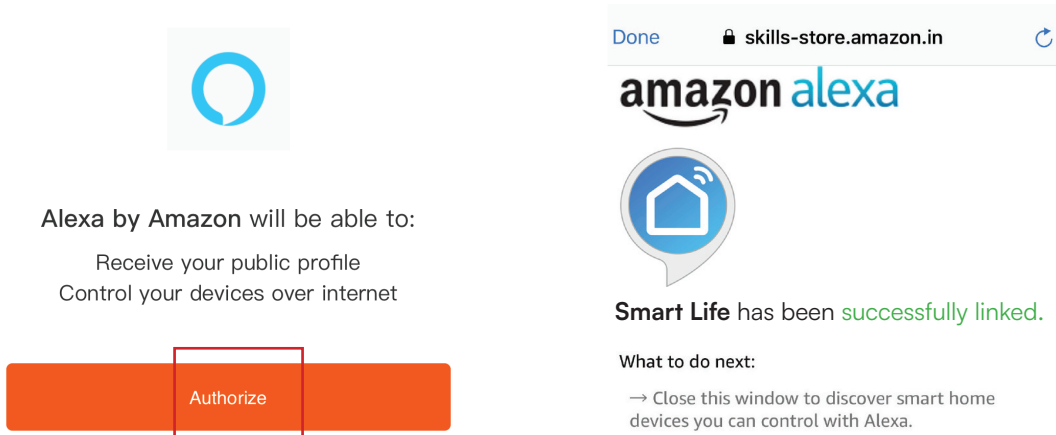 Alexa by Amazon will be able to:
Receive your public profile
Control your devices over internet
Authorize
Done
skills-store.amazon.in
amazon alexa
Smart Life has been successfully linked.
What to do next:
→ Close this window to discover smart home
devices you can control with Alexa.